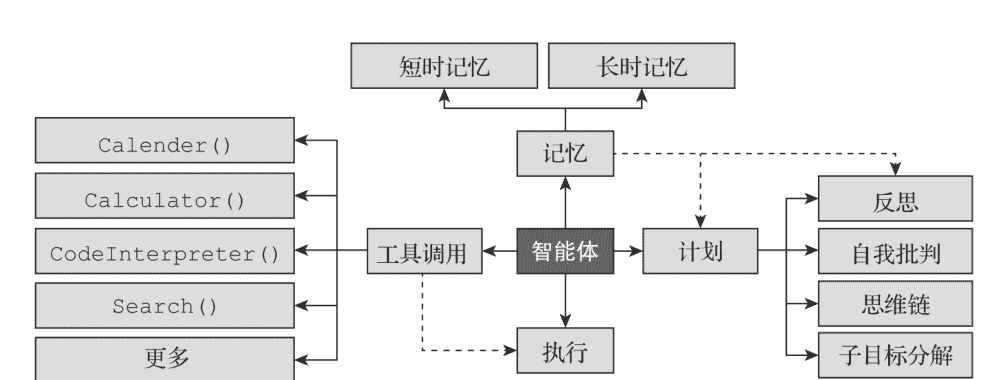 短时记忆
长时记忆
记忆
Calender()
Calculator()
CodeInterpreter()
Search()
更多
工具调用
智能体
计划
执行
反思
自我批判
思维链
子目标分解